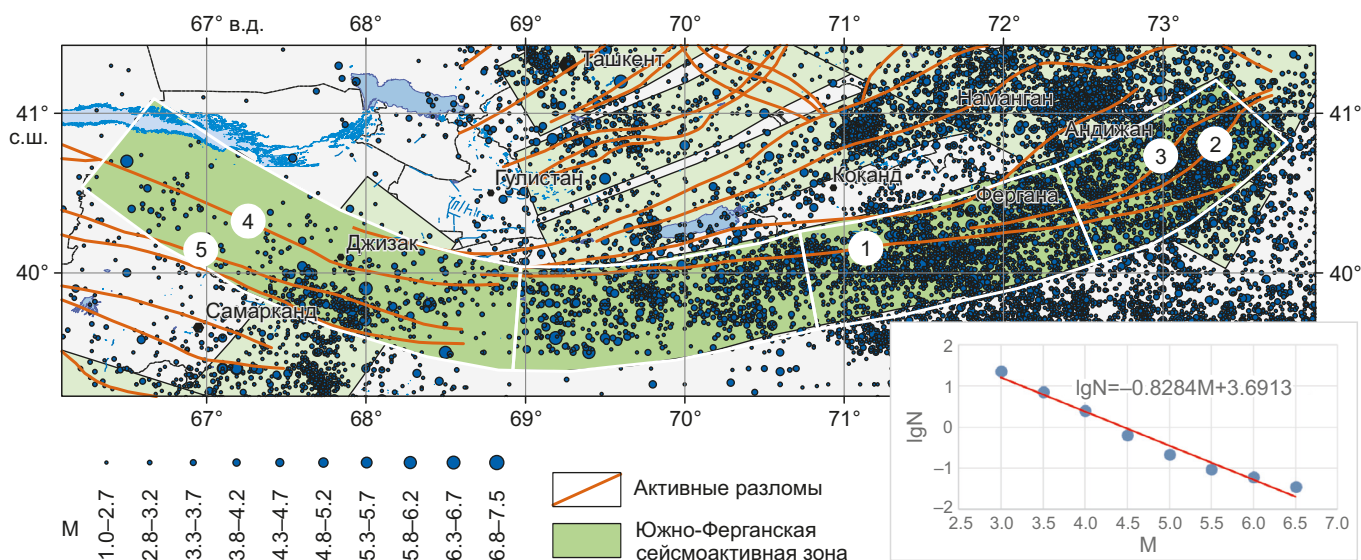 67° в.д. 68° 69° 70° 71° 72° 73°
Ташкент
41° 41°
с.ш.
Наманган
Андижан
3 2
Гулистан
Коканд
Фергана
4
5
Джизак
1
40° 40°
Самарканд
67° 68° 69° 70° 71°
M
1.0–2.7
2.8–3.2
3.3–3.7
3.8–4.2
4.3–4.7
4.8–5.2
5.3–5.7
5.8–6.2
6.3–6.7
6.8–7.5
Активные разломы
Южно-Ферганская
сейсмоактивная зона
2
1
0
–1
–2
lgN
lgN=–0.8284M+3.6913
2.5 3.0 3.5 4.0 4.5 5.0 5.5 6.0 6.5 7.0
M